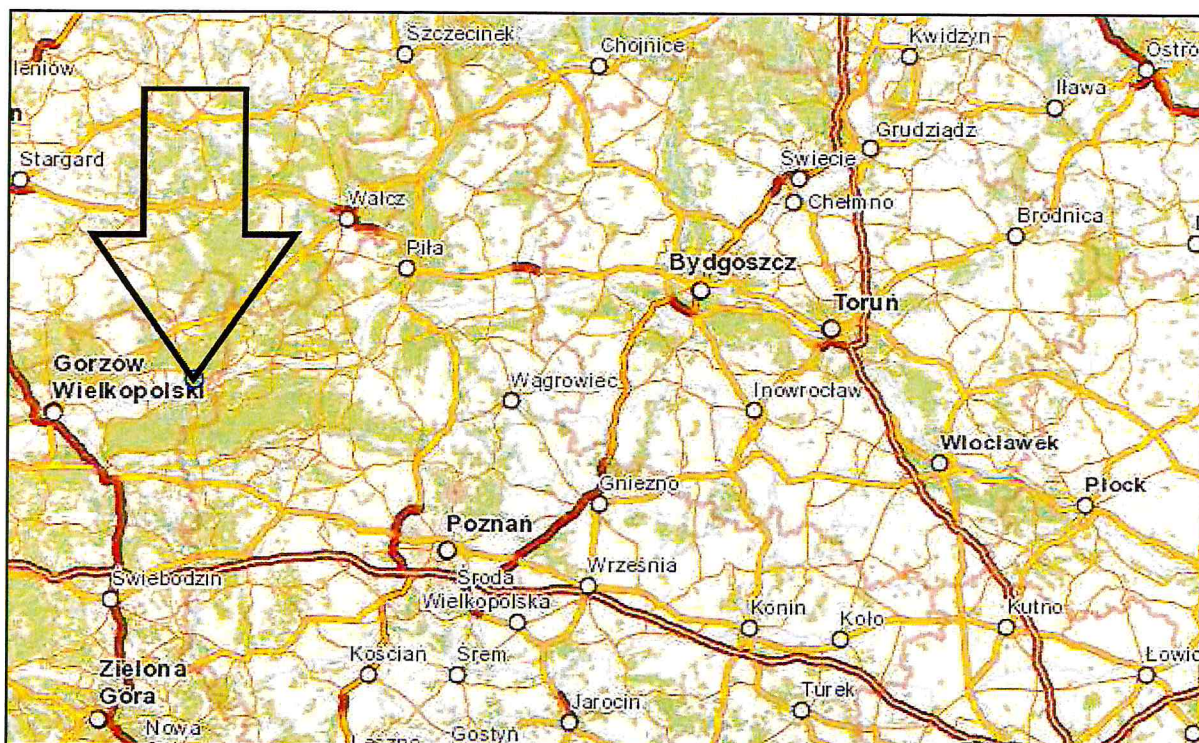 Szczecinek
Chojnice
Kwidzyn
Ostró
leniów
Iława
n
Grudziądz
Stargard
Świecie
Chełmno
Wałcz
Brodnica
Piła
Bydgoszcz
Toruń
Gorzów
Wielkopolski
Wągrowiec
Inowrocław
Włocławek
Gniezno
Płock
Poznań
Świebodzin
Środa
Wielkopolska
Września
Konin
Koło
Kutno
Zielona
Góra
Kościan
Śrem
Łowic
Turek
Jarocin
Nowa
Leszno
Gostyń